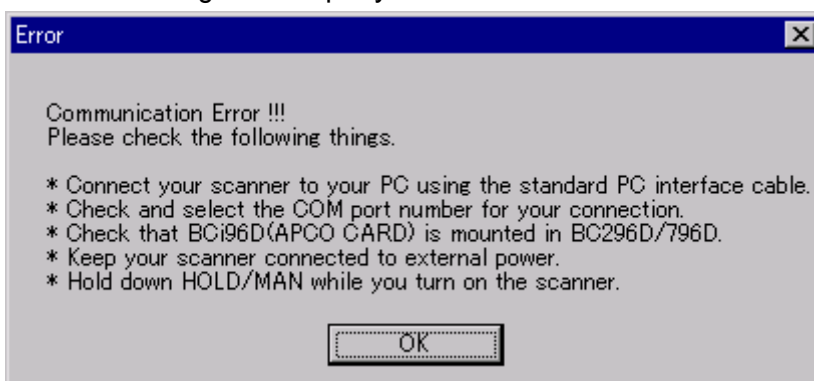 Error
Communication Error !!!
Please check the following things.
* Connect your scanner to your PC using the standard PC interface cable.
* Check and select the COM port number for your connection.
* Check that BCi96D(APCO CARD) is mounted in BC296D/796D.
* Keep your scanner connected to external power.
* Hold down HOLD/MAN while you turn on the scanner.
OK